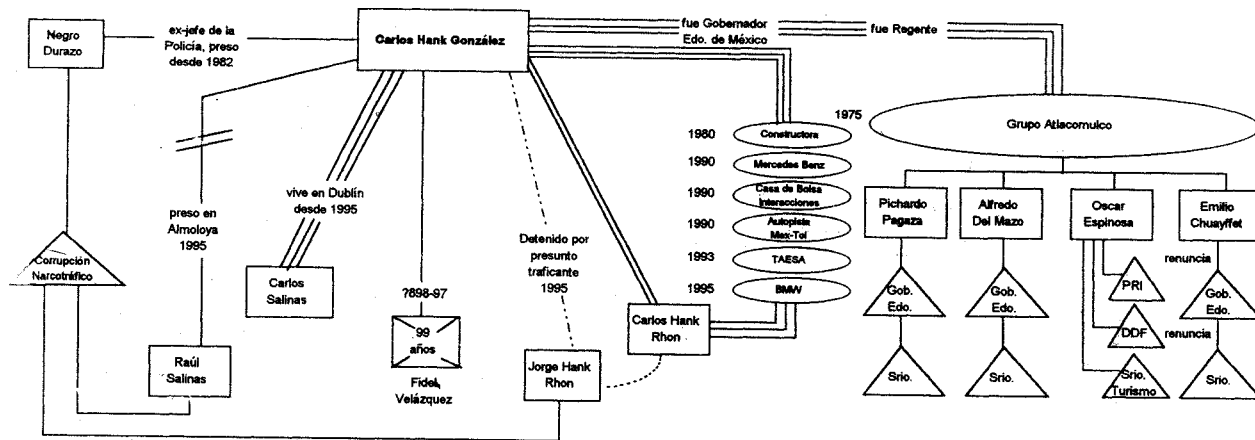 Negro
Durazo
ex-jefe de la
Policía, preso
desde 1982
Carlos Hank González
fue Gobernador
Edo. de México
fue Regente
1975
Grupo Atlacomulco
1980
Constructora
1990
Mercedes Benz
1990
Casa de Bolsa
Interacciones
1990
Autopista
Mex-Tol
1993
TAESA
1995
BMW
Pichardo
Pagaza
Alfredo
Del Mazo
Oscar
Espinosa
Emilio
Chuayffet
preso en
Almoloya
1995
vive en Dublín
desde 1995
Detenido por
presunto
traficante
1995
Corrupción
Narcotráfico
Carlos
Salinas
?898-97
99
años
Fidel
Velázquez
Raúl
Salinas
Jorge Hank
Rhon
Carlos Hank
Rhon
Gob.
Edo.
Srio.
Gob.
Edo.
Srio.
PRI
DDF
Srio.
Turismo
renuncia
Gob.
Edo.
renuncia
Srio.